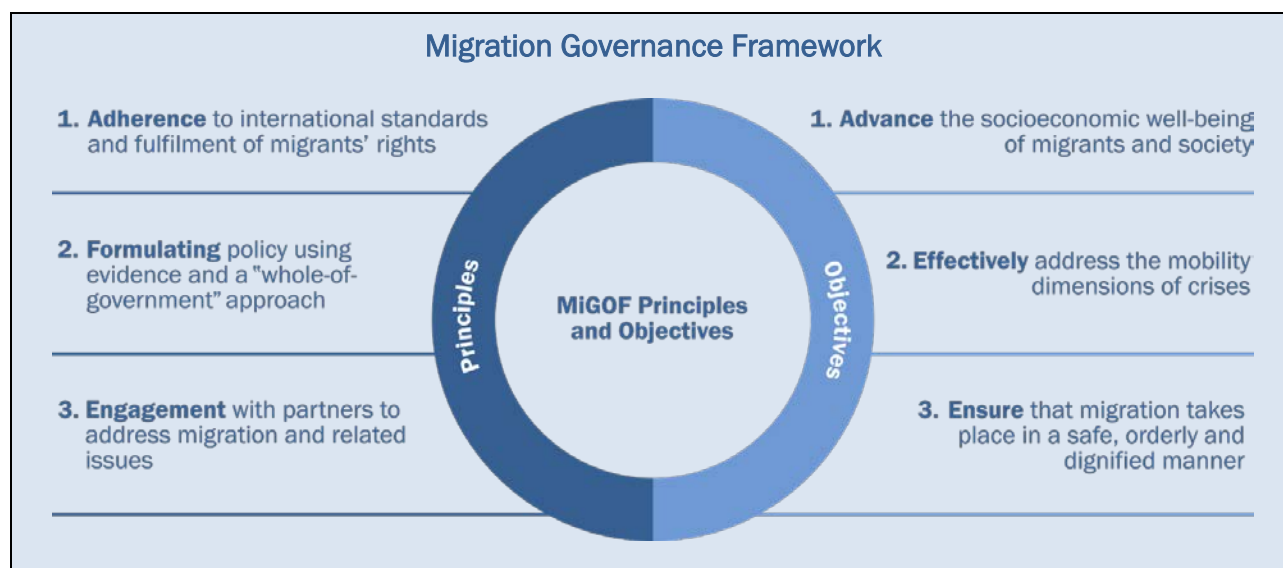 Migration Governance Framework
1. Adherence to international standards
and fulfilment of migrants' rights
2. Formulating policy using
evidence and a "whole-of-
government" approach
3. Engagement with partners to
address migration and related
issues
Principles
MiGOF Principles
and Objectives
Objectives
1. Advance the socioeconomic well-being
of migrants and society
2. Effectively address the mobility
dimensions of crises
3. Ensure that migration takes
place in a safe, orderly and
dignified manner